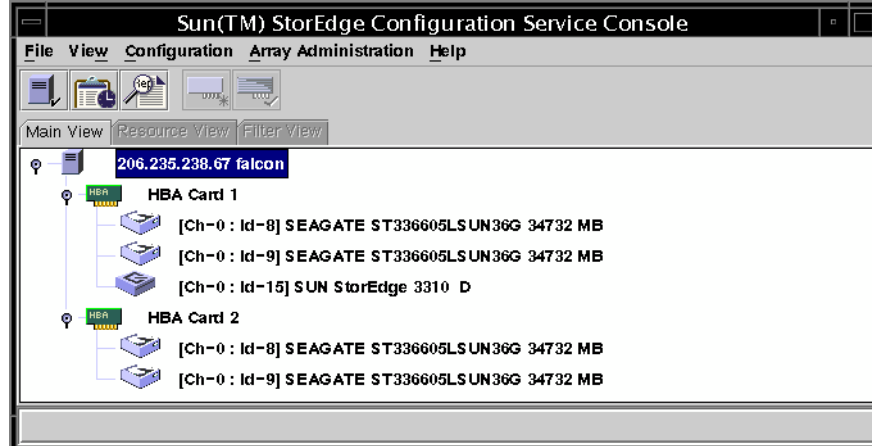 Sun(TM) StorEdge Configuration Service Console
File View Configuration Array Administration Help
Rep
Main View Resource View Filter View
206.235.238.67 falcon
HBA HBA Card 1
[Ch-0 : Id-8] SEAGATE ST336605LSUN36G 34732 MB
[Ch-0 : Id-9] SEAGATE ST336605LSUN36G 34732 MB
[Ch-0 : Id-15] SUN StorEdge 3310 D
HBA HBA Card 2
[Ch-0 : Id-8] SEAGATE ST336605LSUN36G 34732 MB
[Ch-0 : Id-9] SEAGATE ST336605LSUN36G 34732 MB